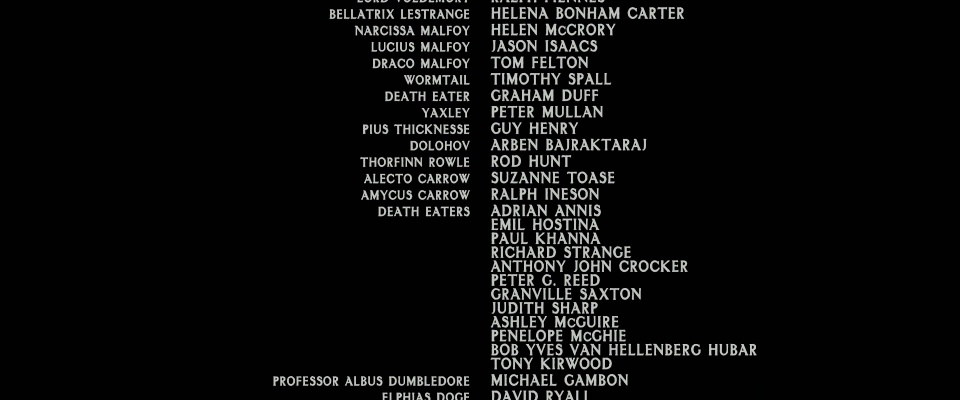 LORD VOLDEMORT RALPH FIENNES
BELLATRIX LESTRANGE HELENA BONHAM CARTER
NARCISSA MALFOY HELEN McCRORY
LUCIUS MALFOY JASON ISAACS
DRACO MALFOY TOM FELTON
WORMTAIL TIMOTHY SPALL
DEATH EATER GRAHAM DUFF
YAXLEY PETER MULLAN
PIUS THICKNESSE GUY HENRY
DOLOHOV ARBEN BAJRAKTARAJ
THORFINN ROWLE ROD HUNT
ALECTO CARROW SUZANNE TOASE
AMYCUS CARROW RALPH INESON
DEATH EATERS ADRIAN ANNIS
EMIL HOSTINA
PAUL KHANNA
RICHARD STRANGE
ANTHONY JOHN CROCKER
PETER G. REED
GRANVILLE SAXTON
JUDITH SHARP
ASHLEY McGUIRE
PENELOPE McGHIE
BOB YVES VAN HELLENBERG HUBAR
TONY KIRWOOD
PROFESSOR ALBUS DUMBLEDORE MICHAEL GAMBON
ELPHIAS DOGE DAVID RYALL